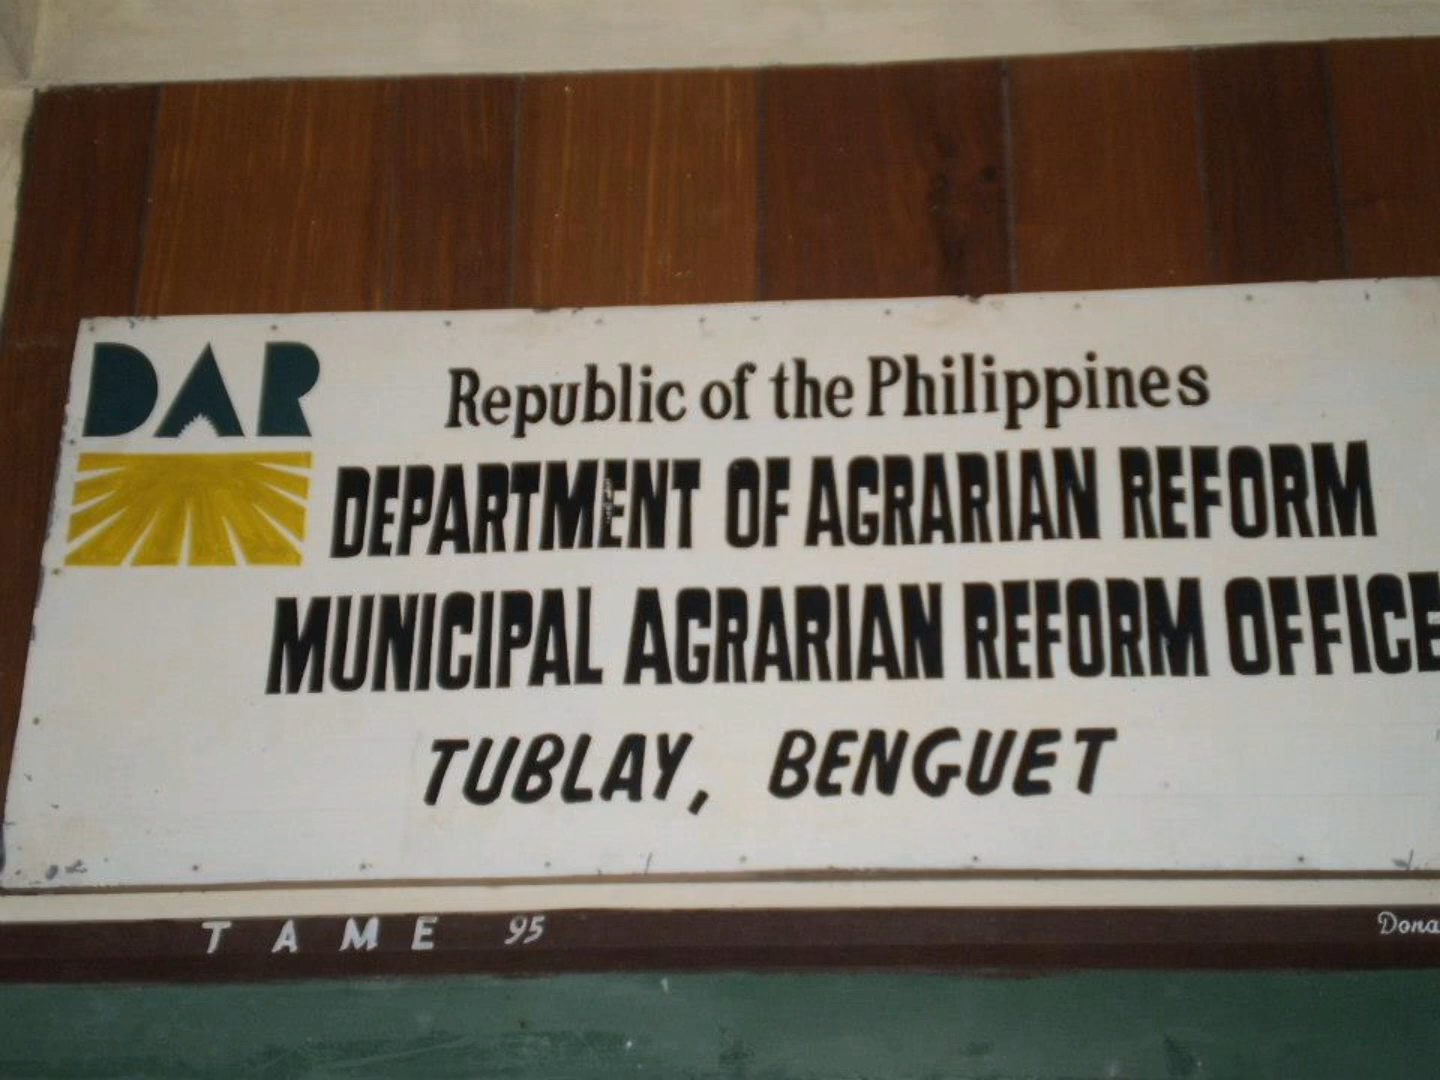 DAR
Republic of the Philippines
DEPARTMENT OF AGRARIAN REFORM
MUNICIPAL AGRARIAN REFORM OFFICE
TUBLAY, BENGUET
TAME 95